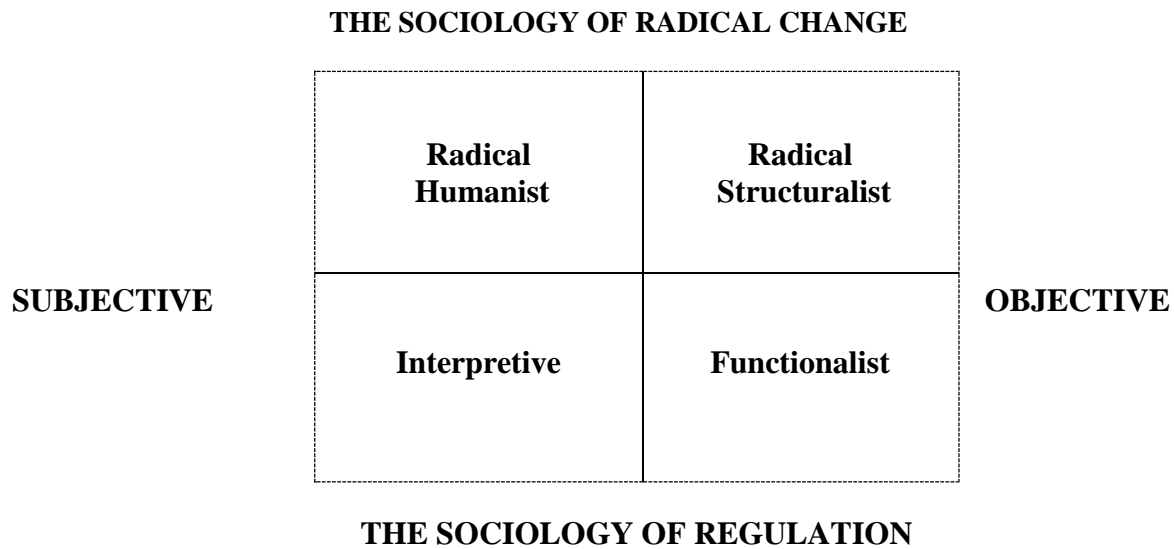 THE SOCIOLOGY OF RADICAL CHANGE
Radical
Humanist
Radical
Structuralist
SUBJECTIVE
OBJECTIVE
Interpretive
Functionalist
THE SOCIOLOGY OF REGULATION